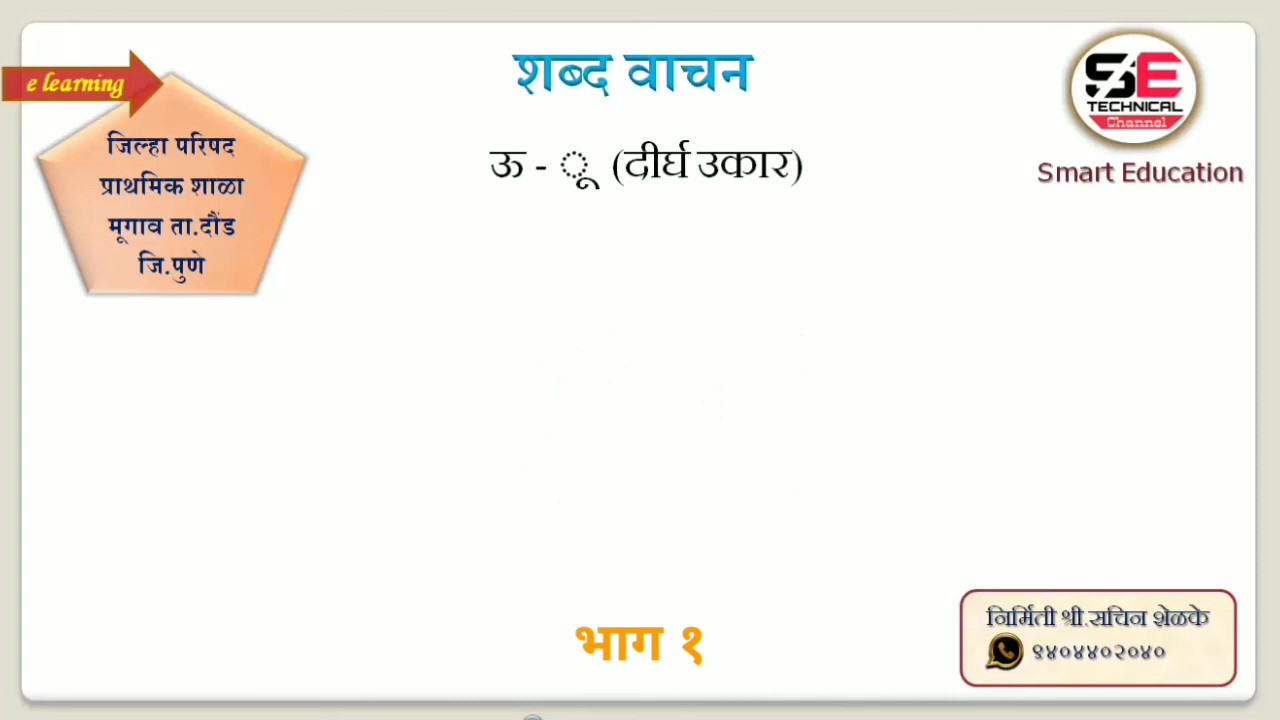 शब्द वाचन
e learning
जिल्हा परिषद
प्राथमिक शाळा
मूगाव ता.दौंड
जि.पुणे
ऊ - ू (दीर्घ उकार)
SE
TECHNICAL
Channel
Smart Education
भाग १
निर्मिती श्री.सचिन शेळके
९४०४४०२०४०